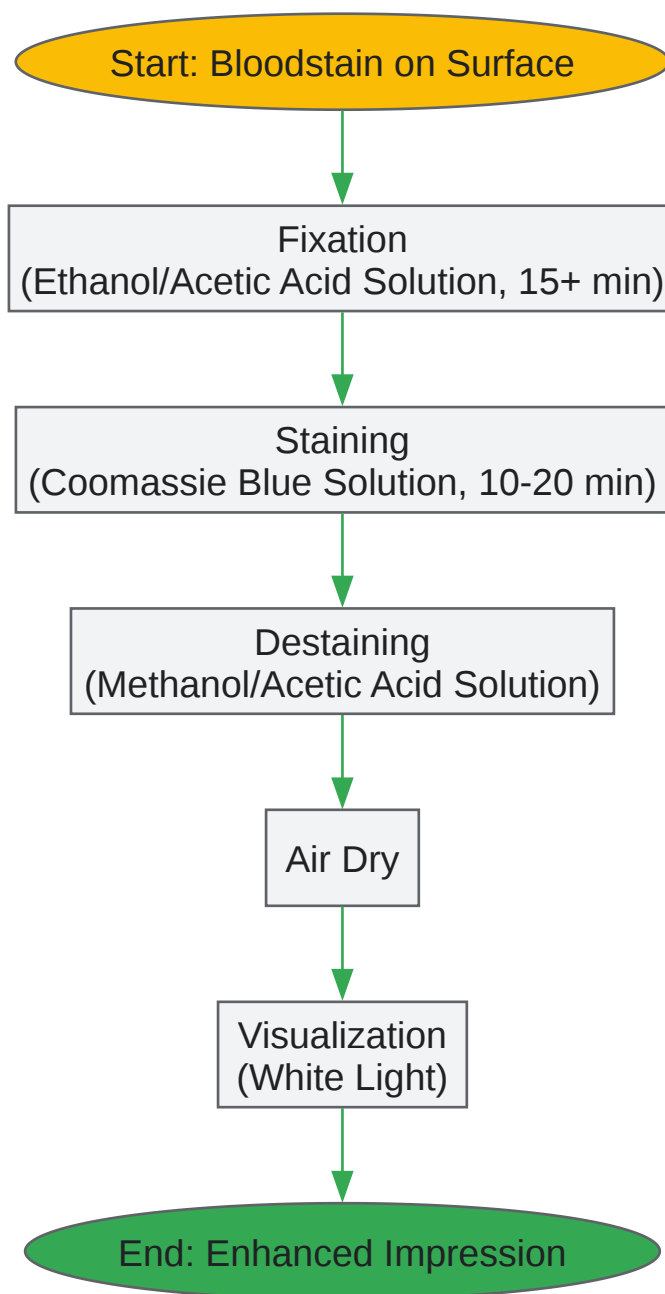 Start: Bloodstain on Surface
Fixation
(Ethanol/Acetic Acid Solution, 15+ min)
Staining
(Coomassie Blue Solution, 10-20 min)
Destaining
(Methanol/Acetic Acid Solution)
Air Dry
Visualization
(White Light)
End: Enhanced Impression